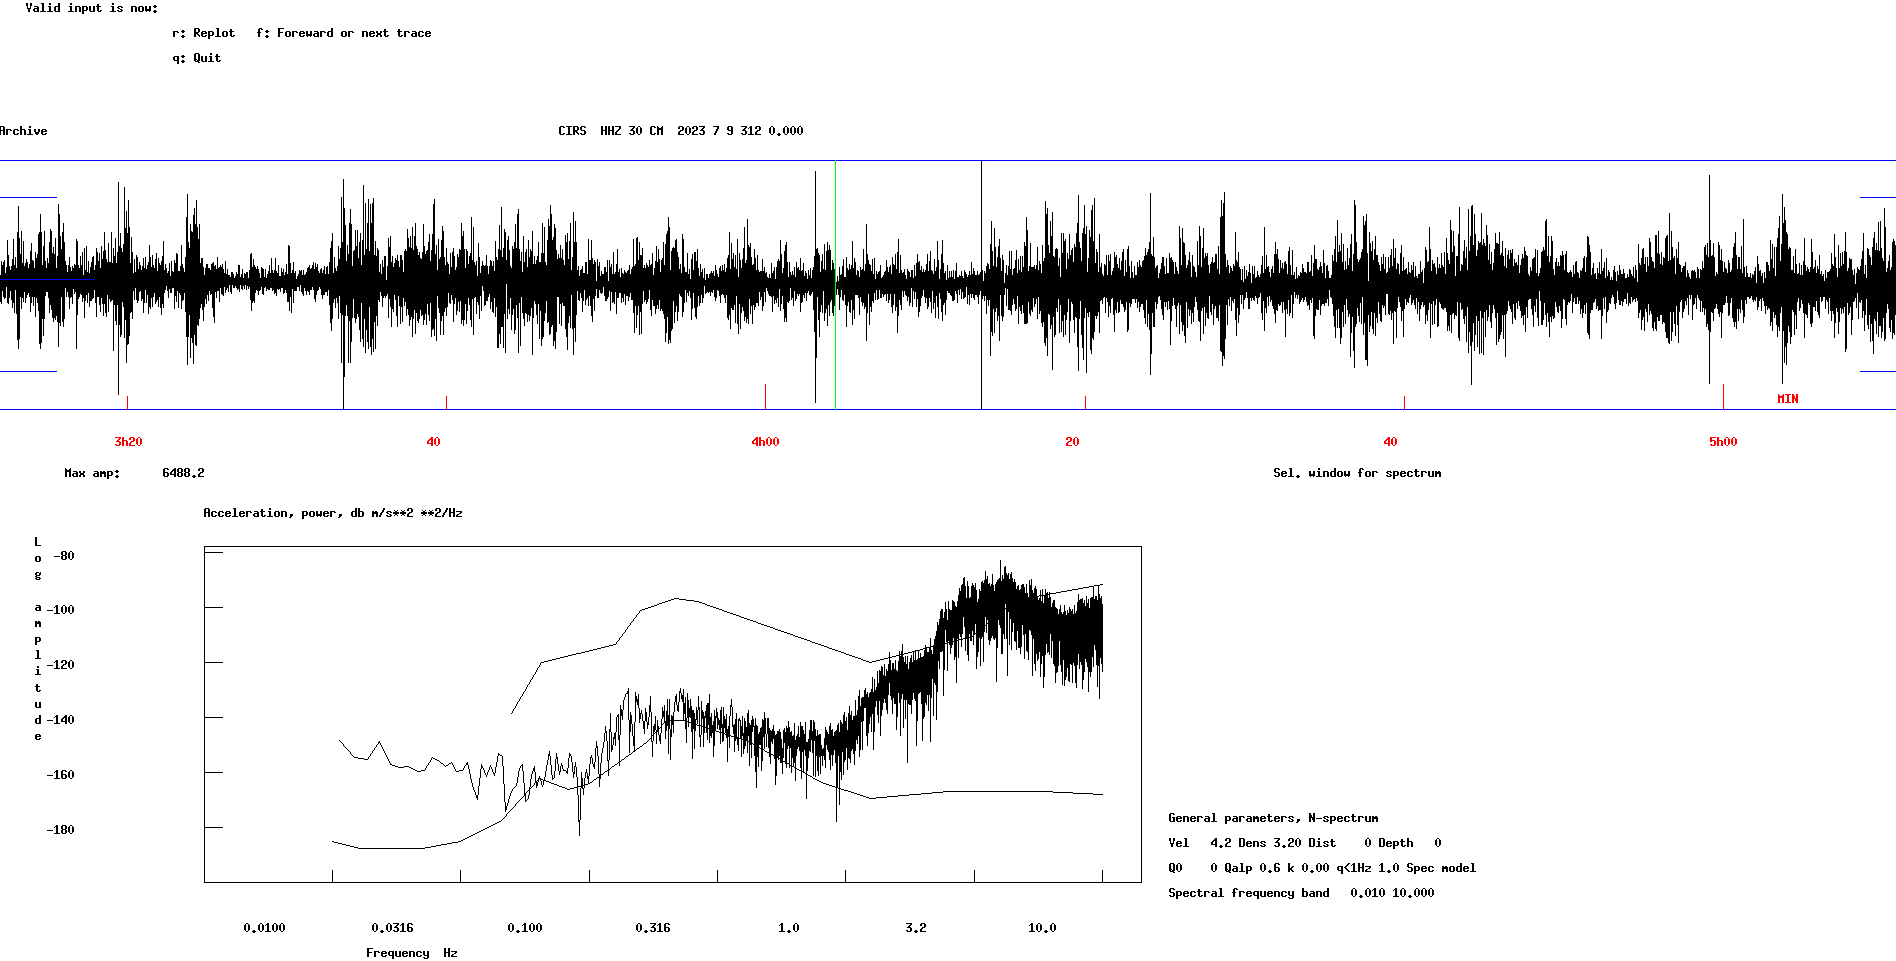 Valid input is now:
r: Replot   f: Foreward or next trace
q: Quit
Archive
CIRS  HHZ 30 CM  2023 7 9 312 0.000
MIN
3h20
40
4h00
20
40
5h00
Max amp:      6488.2
Sel. window for spectrum
Acceleration, power, db m/s**2 **2/Hz
Log amplitude
-80
-100
-120
-140
-160
-180
General parameters, N-spectrum
Vel   4.2 Dens 3.20 Dist    0 Depth   0
Q0    0 Qalp 0.6 k 0.00 q<1Hz 1.0 Spec model
Spectral frequency band   0.010 10.000
0.0100
0.0316
0.100
0.316
1.0
3.2
10.0
Frequency  Hz